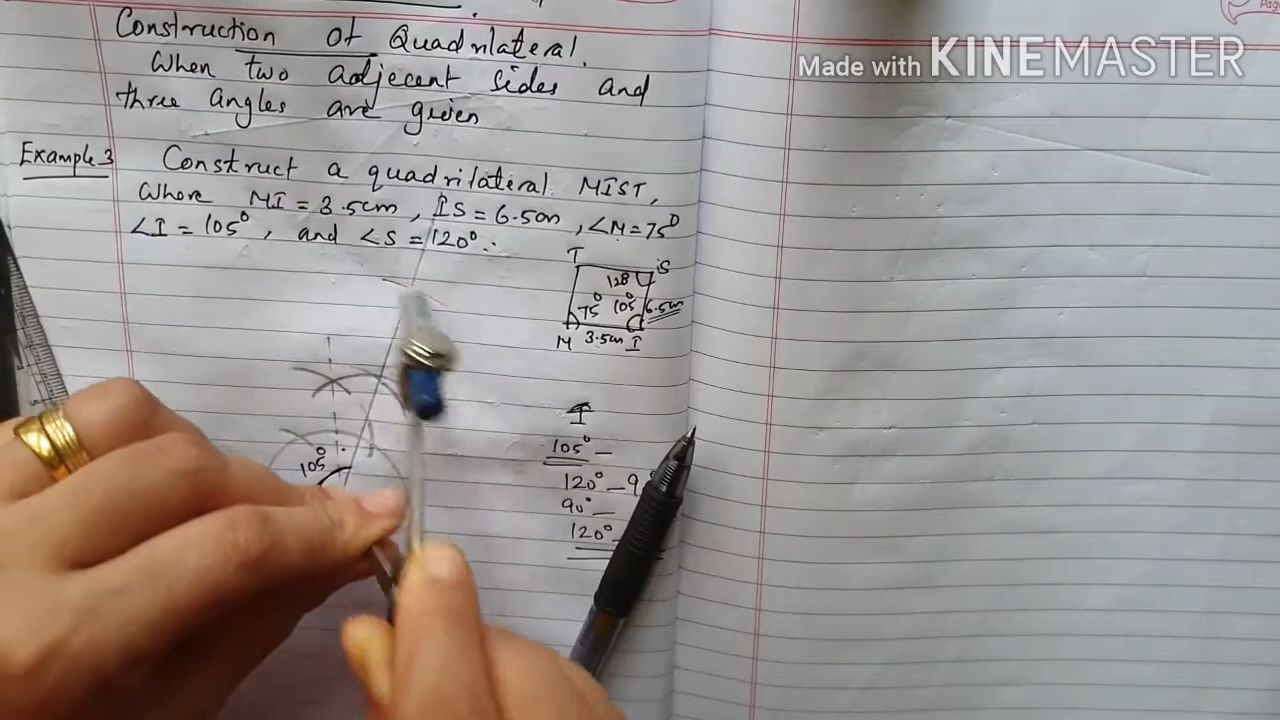 Made with KINEMASTER
Construction of Quadrilateral.
When two adjecent sides and
three angles are given
Example 3 Construct a quadrilateral MIST,
Where MI = 3.5cm, IS = 6.5cm, ∠M = 75°
∠I = 105°, and ∠S = 120°.
T S
120°
75° 105° 6.5cm
M 3.5cm I
I
105° —
120° — 9
90° —
120° —
105°